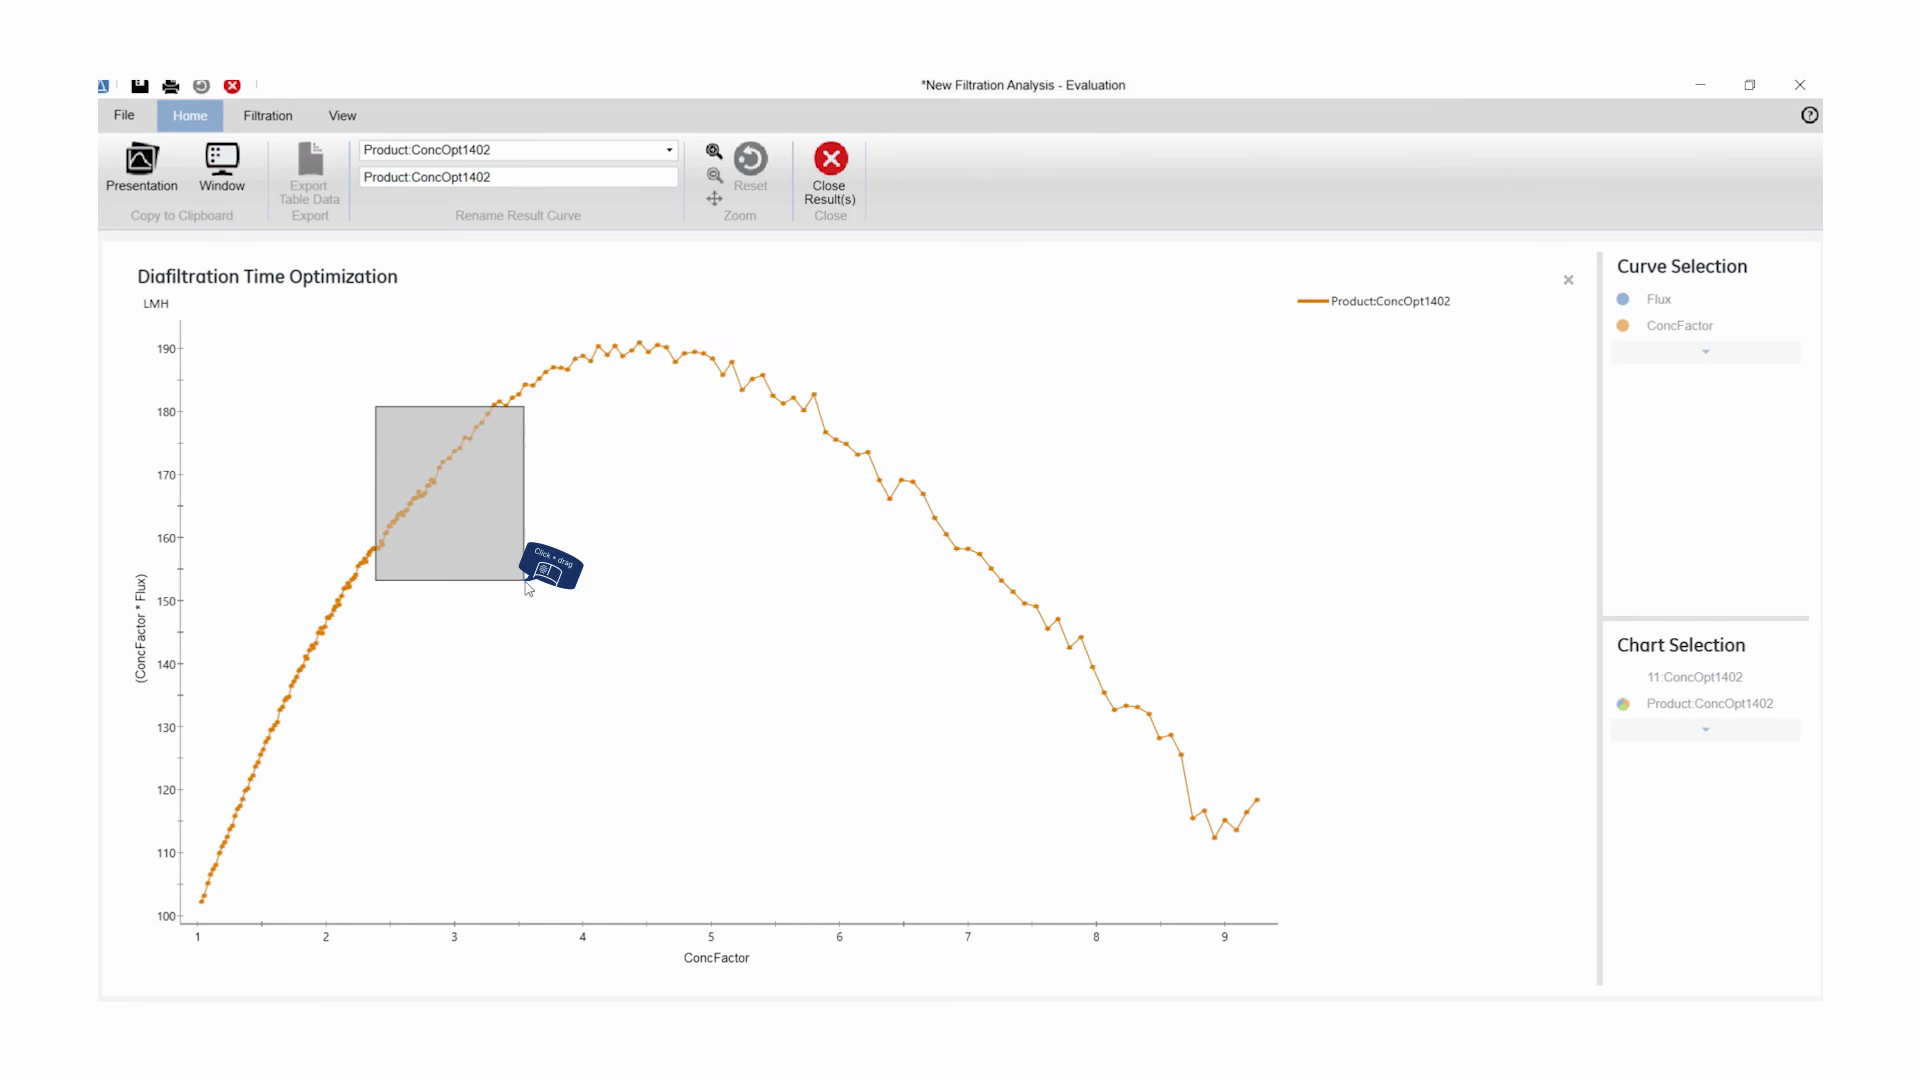 *New Filtration Analysis - Evaluation
File
Home
Filtration
View
Presentation
Window
Copy to Clipboard
Export
Table Data
Export
Product:ConcOpt1402
Product:ConcOpt1402
Rename Result Curve
Reset
Zoom
Close
Result(s)
Close
Diafiltration Time Optimization
LMH
Product:ConcOpt1402
(ConcFactor * Flux)
190
180
170
160
150
140
130
120
110
100
Click + drag
1 2 3 4 5 6 7 8 9
ConcFactor
Curve Selection
Flux
ConcFactor
Chart Selection
11:ConcOpt1402
Product:ConcOpt1402